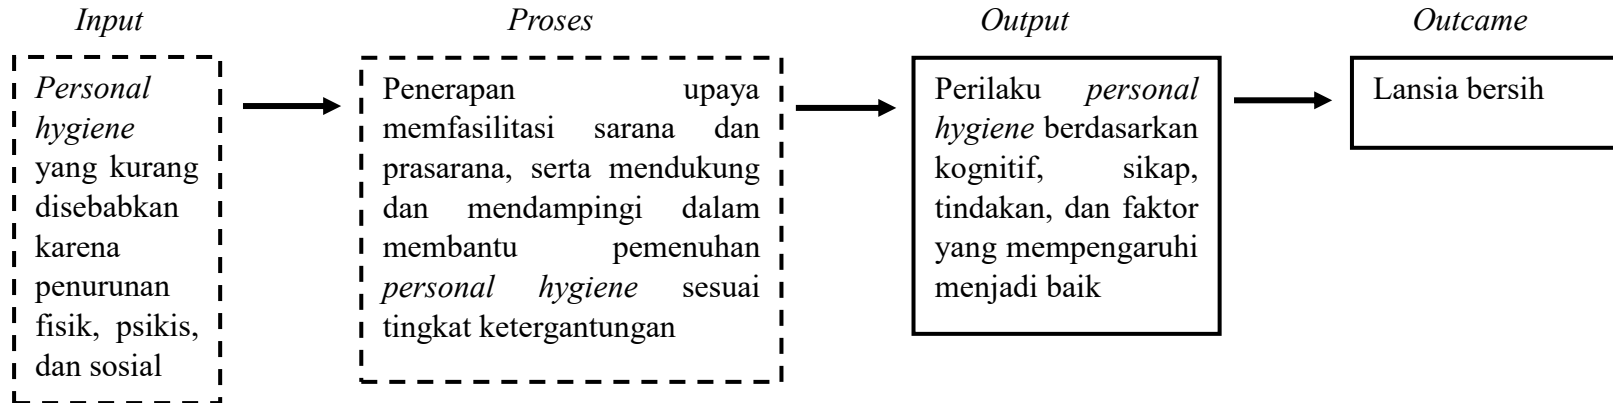 Input
Proses
Output
Outcame
Personal
hygiene
yang kurang
disebabkan
karena
penurunan
fisik, psikis,
dan sosial
Penerapan upaya
memfasilitasi sarana dan
prasarana, serta mendukung
dan mendampingi dalam
membantu pemenuhan
personal hygiene sesuai
tingkat ketergantungan
Perilaku personal
hygiene berdasarkan
kognitif, sikap,
tindakan, dan faktor
yang mempengaruhi
menjadi baik
Lansia bersih